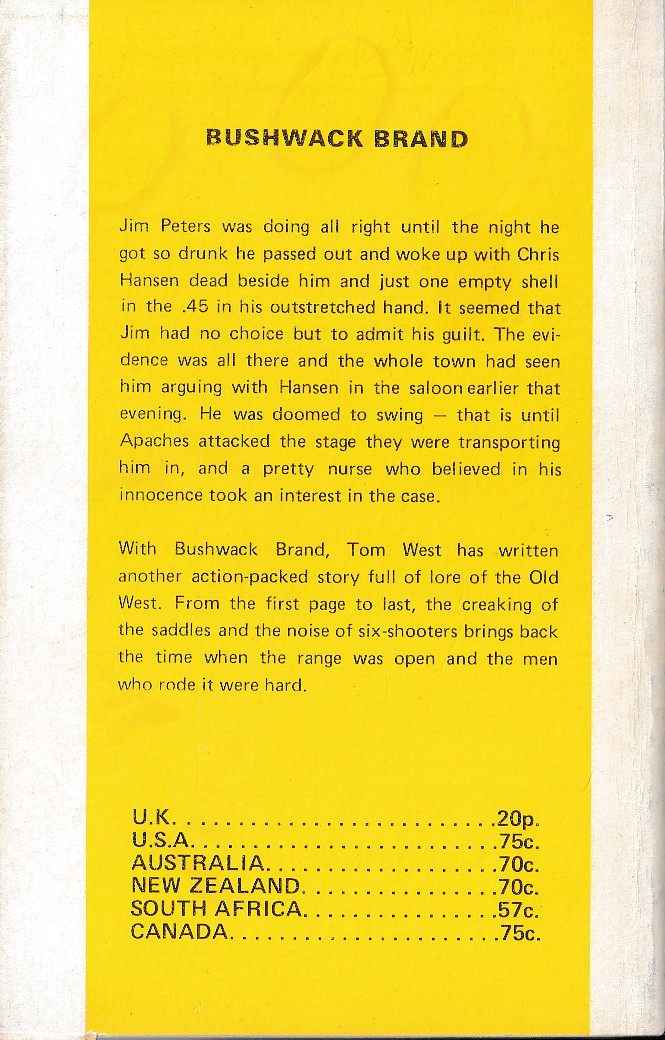 BUSHWACK BRAND
Jim Peters was doing all right until the night he
got so drunk he passed out and woke up with Chris
Hansen dead beside him and just one empty shell
in the .45 in his outstretched hand. It seemed that
Jim had no choice but to admit his guilt. The evi-
dence was all there and the whole town had seen
him arguing with Hansen in the saloon earlier that
evening. He was doomed to swing — that is until
Apaches attacked the stage they were transporting
him in, and a pretty nurse who believed in his
innocence took an interest in the case.
With Bushwack Brand, Tom West has written
another action-packed story full of lore of the Old
West. From the first page to last, the creaking of
the saddles and the noise of six-shooters brings back
the time when the range was open and the men
who rode it were hard.
U.K. . . . . . . . . . . . . . . . . . . . . . . . . .20p.
U.S.A. . . . . . . . . . . . . . . . . . . . . . . . .75c.
AUSTRALIA. . . . . . . . . . . . . . . . . . .70c.
NEW ZEALAND. . . . . . . . . . . . . . . .70c.
SOUTH AFRICA. . . . . . . . . . . . . . . .57c.
CANADA. . . . . . . . . . . . . . . . . . . . . .75c.